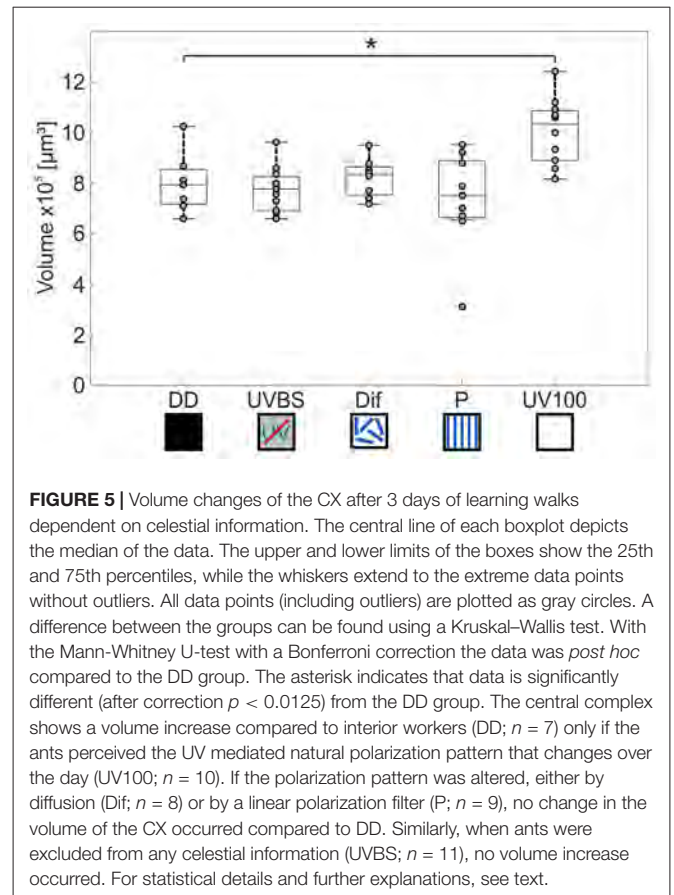 *
Volume x10⁵ [µm³]
12
10
8
6
4
2
0
DD UVBS Dif P UV100
UV
FIGURE 5 | Volume changes of the CX after 3 days of learning walks
dependent on celestial information. The central line of each boxplot depicts
the median of the data. The upper and lower limits of the boxes show the 25th
and 75th percentiles, while the whiskers extend to the extreme data points
without outliers. All data points (including outliers) are plotted as gray circles. A
difference between the groups can be found using a Kruskal–Wallis test. With
the Mann-Whitney U-test with a Bonferroni correction the data was post hoc
compared to the DD group. The asterisk indicates that data is significantly
different (after correction p < 0.0125) from the DD group. The central complex
shows a volume increase compared to interior workers (DD; n = 7) only if the
ants perceived the UV mediated natural polarization pattern that changes over
the day (UV100; n = 10). If the polarization pattern was altered, either by
diffusion (Dif; n = 8) or by a linear polarization filter (P; n = 9), no change in the
volume of the CX occurred compared to DD. Similarly, when ants were
excluded from any celestial information (UVBS; n = 11), no volume increase
occurred. For statistical details and further explanations, see text.